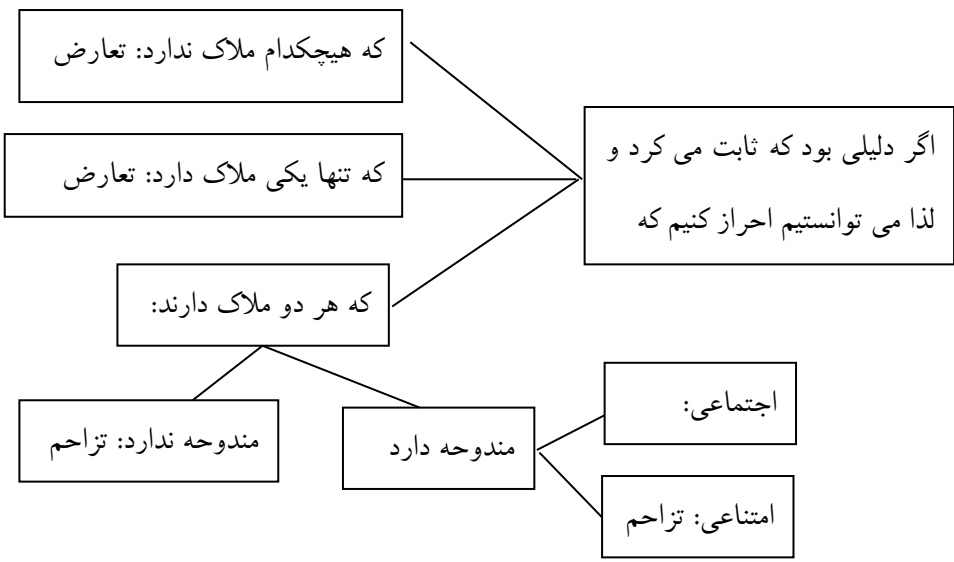 اگر دلیلی بود که ثابت می کرد و
لذا می توانستیم احراز کنیم که
که هیچکدام ملاک ندارد: تعارض
که تنها یکی ملاک دارد: تعارض
که هر دو ملاک دارند:
مندوحه دارد
اجتماعی:
امتناعی: تزاحم
مندوحه ندارد: تزاحم